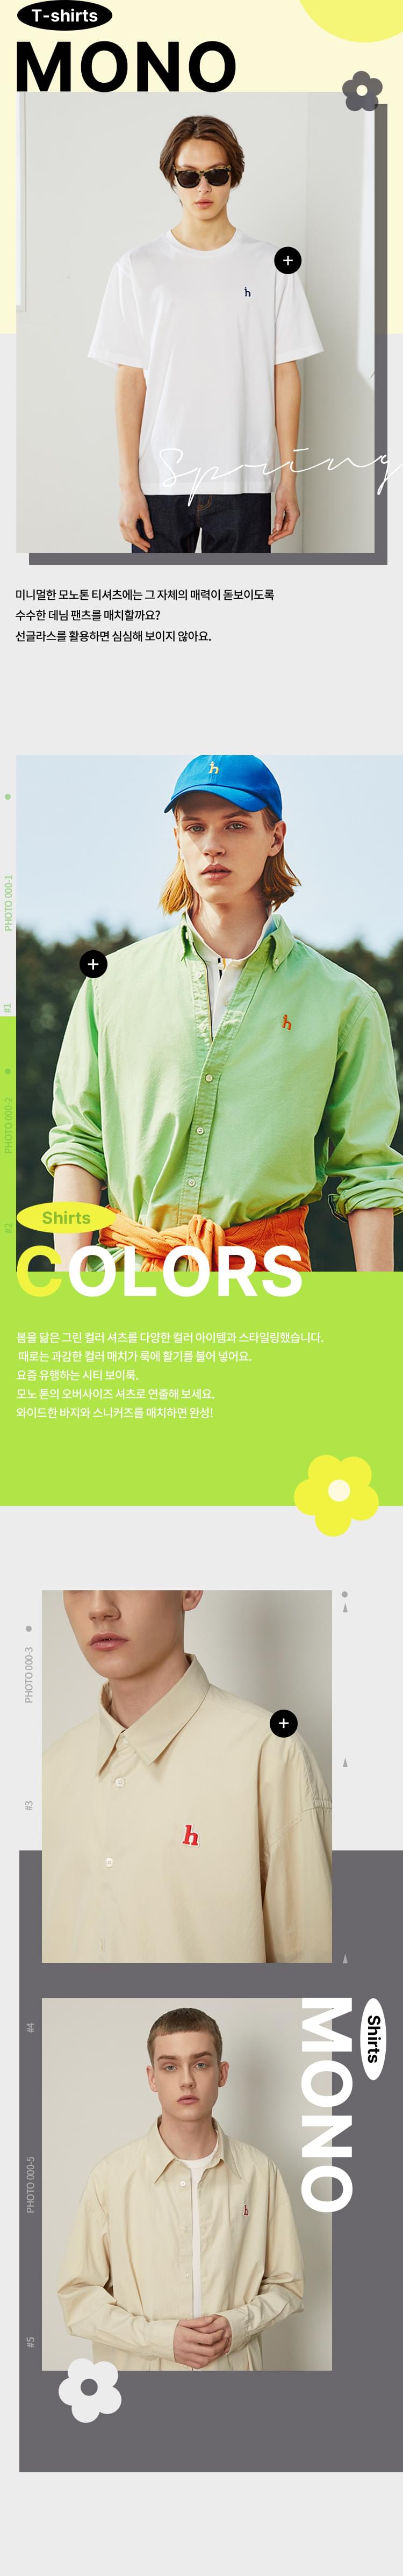 T-shirts
MONO
h
Spring
미니멀한 모노톤 티셔츠에는 그 자체의 매력이 돋보이도록
수수한 데님 팬츠를 매치할까요?
선글라스를 활용하면 심심해 보이지 않아요.
h
PHOTO 000-1
h
#1
PHOTO 000-2
#2
Shirts
COLORS
봄을 닮은 그린 컬러 셔츠를 다양한 컬러 아이템과 스타일링했습니다.
때로는 과감한 컬러 매치가 룩에 활기를 불어 넣어요.
요즘 유행하는 시티 보이룩.
모노 톤의 오버사이즈 셔츠로 연출해 보세요.
와이드한 바지와 스니커즈를 매치하면 완성!
PHOTO 000-3
#3
h
#4
Shirts
MONO
PHOTO 000-5
h
#5